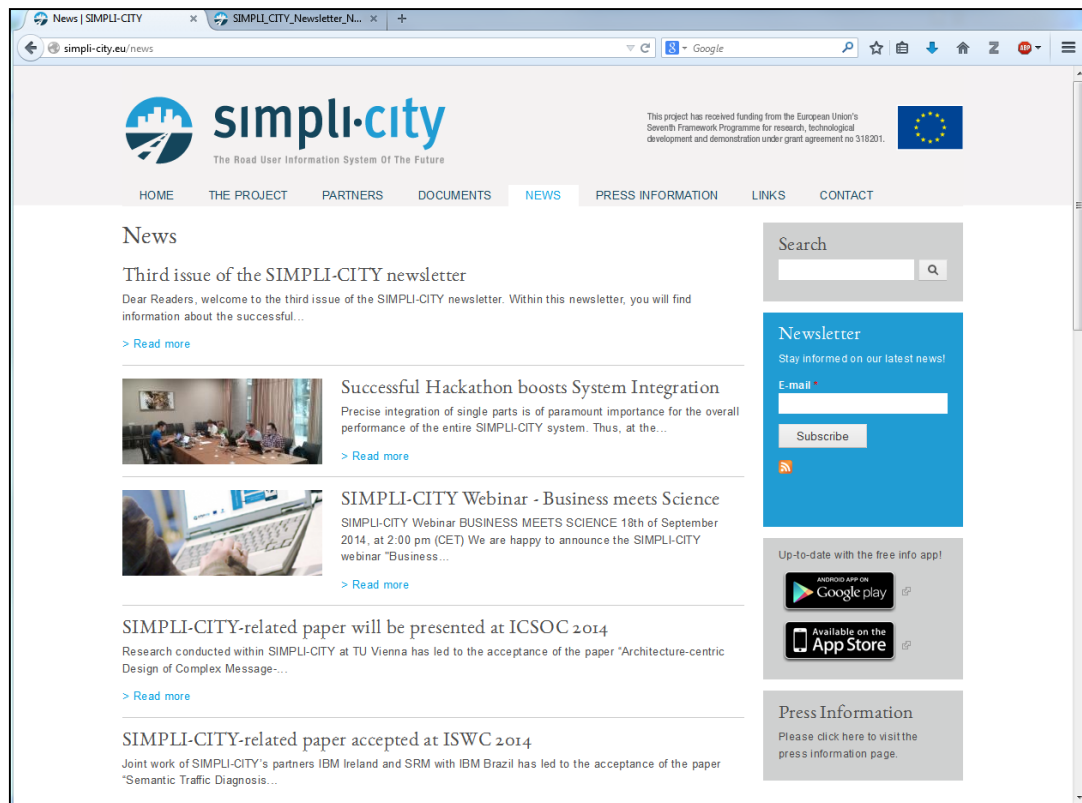 News | SIMPLI-CITY
SIMPLI_CITY_Newsletter_N...
simpli-city.eu/news
Google
simpli·city
The Road User Information System Of The Future
This project has received funding from the European Union's
Seventh Framework Programme for research, technological
development and demonstration under grant agreement no 318201.
HOME THE PROJECT PARTNERS DOCUMENTS NEWS PRESS INFORMATION LINKS CONTACT
News
Third issue of the SIMPLI-CITY newsletter
Dear Readers, welcome to the third issue of the SIMPLI-CITY newsletter. Within this newsletter, you will find
information about the successful...
> Read more
Successful Hackathon boosts System Integration
Precise integration of single parts is of paramount importance for the overall
performance of the entire SIMPLI-CITY system. Thus, at the...
> Read more
SIMPLI-CITY Webinar - Business meets Science
SIMPLI-CITY Webinar BUSINESS MEETS SCIENCE 18th of September
2014, at 2:00 pm (CET) We are happy to announce the SIMPLI-CITY
webinar "Business...
> Read more
SIMPLI-CITY-related paper will be presented at ICSOC 2014
Research conducted within SIMPLI-CITY at TU Vienna has led to the acceptance of the paper "Architecture-centric
Design of Complex Message-...
> Read more
SIMPLI-CITY-related paper accepted at ISWC 2014
Joint work of SIMPLI-CITY's partners IBM Ireland and SRM with IBM Brazil has led to the acceptance of the paper
"Semantic Traffic Diagnosis...
Search
Newsletter
Stay informed on our latest news!
E-mail *
Subscribe
Up-to-date with the free info app!
ANDROID APP ON
Google play
Available on the
App Store
Press Information
Please click here to visit the
press information page.